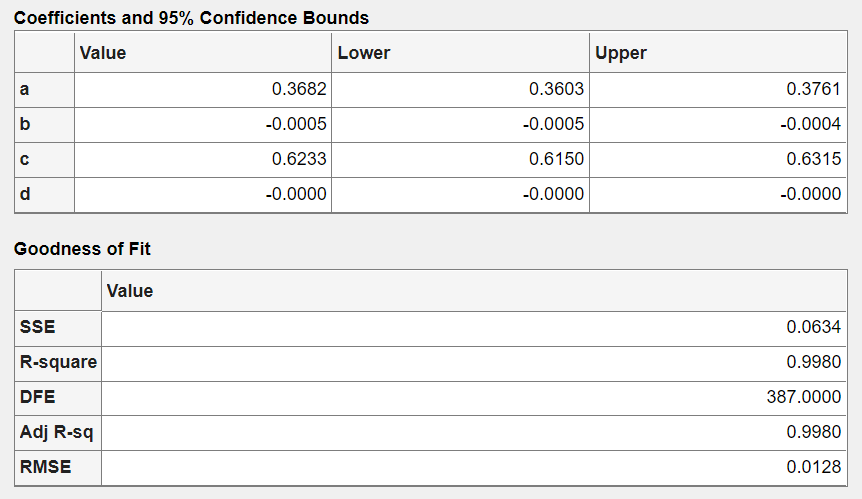 Coefficients and 95% Confidence Bounds
Value Lower Upper
a 0.3682 0.3603 0.3761
b -0.0005 -0.0005 -0.0004
c 0.6233 0.6150 0.6315
d -0.0000 -0.0000 -0.0000
Goodness of Fit
Value
SSE 0.0634
R-square 0.9980
DFE 387.0000
Adj R-sq 0.9980
RMSE 0.0128